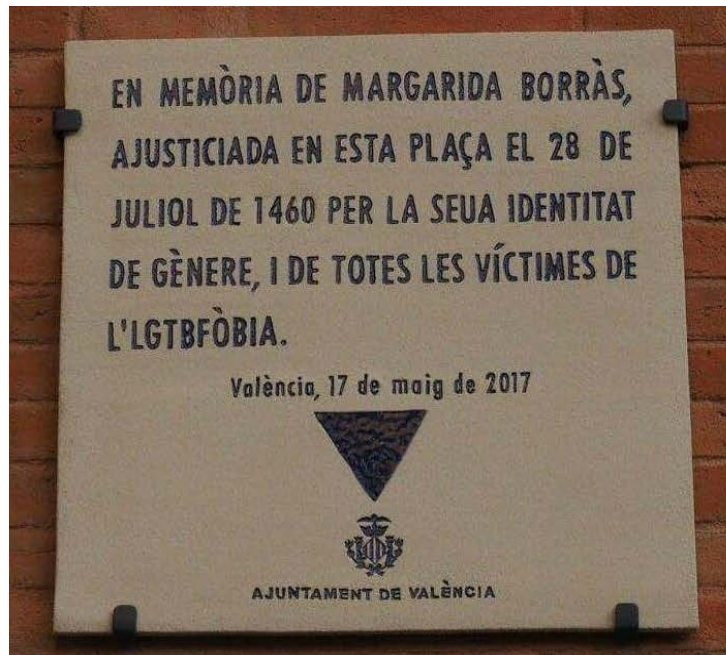 EN MEMÒRIA DE MARGARIDA BORRÀS,
AJUSTICIADA EN ESTA PLAÇA EL 28 DE
JULIOL DE 1460 PER LA SEUA IDENTITAT
DE GÈNERE, I DE TOTES LES VÍCTIMES DE
L'LGTBFÒBIA.
València, 17 de maig de 2017
AJUNTAMENT DE VALÈNCIA